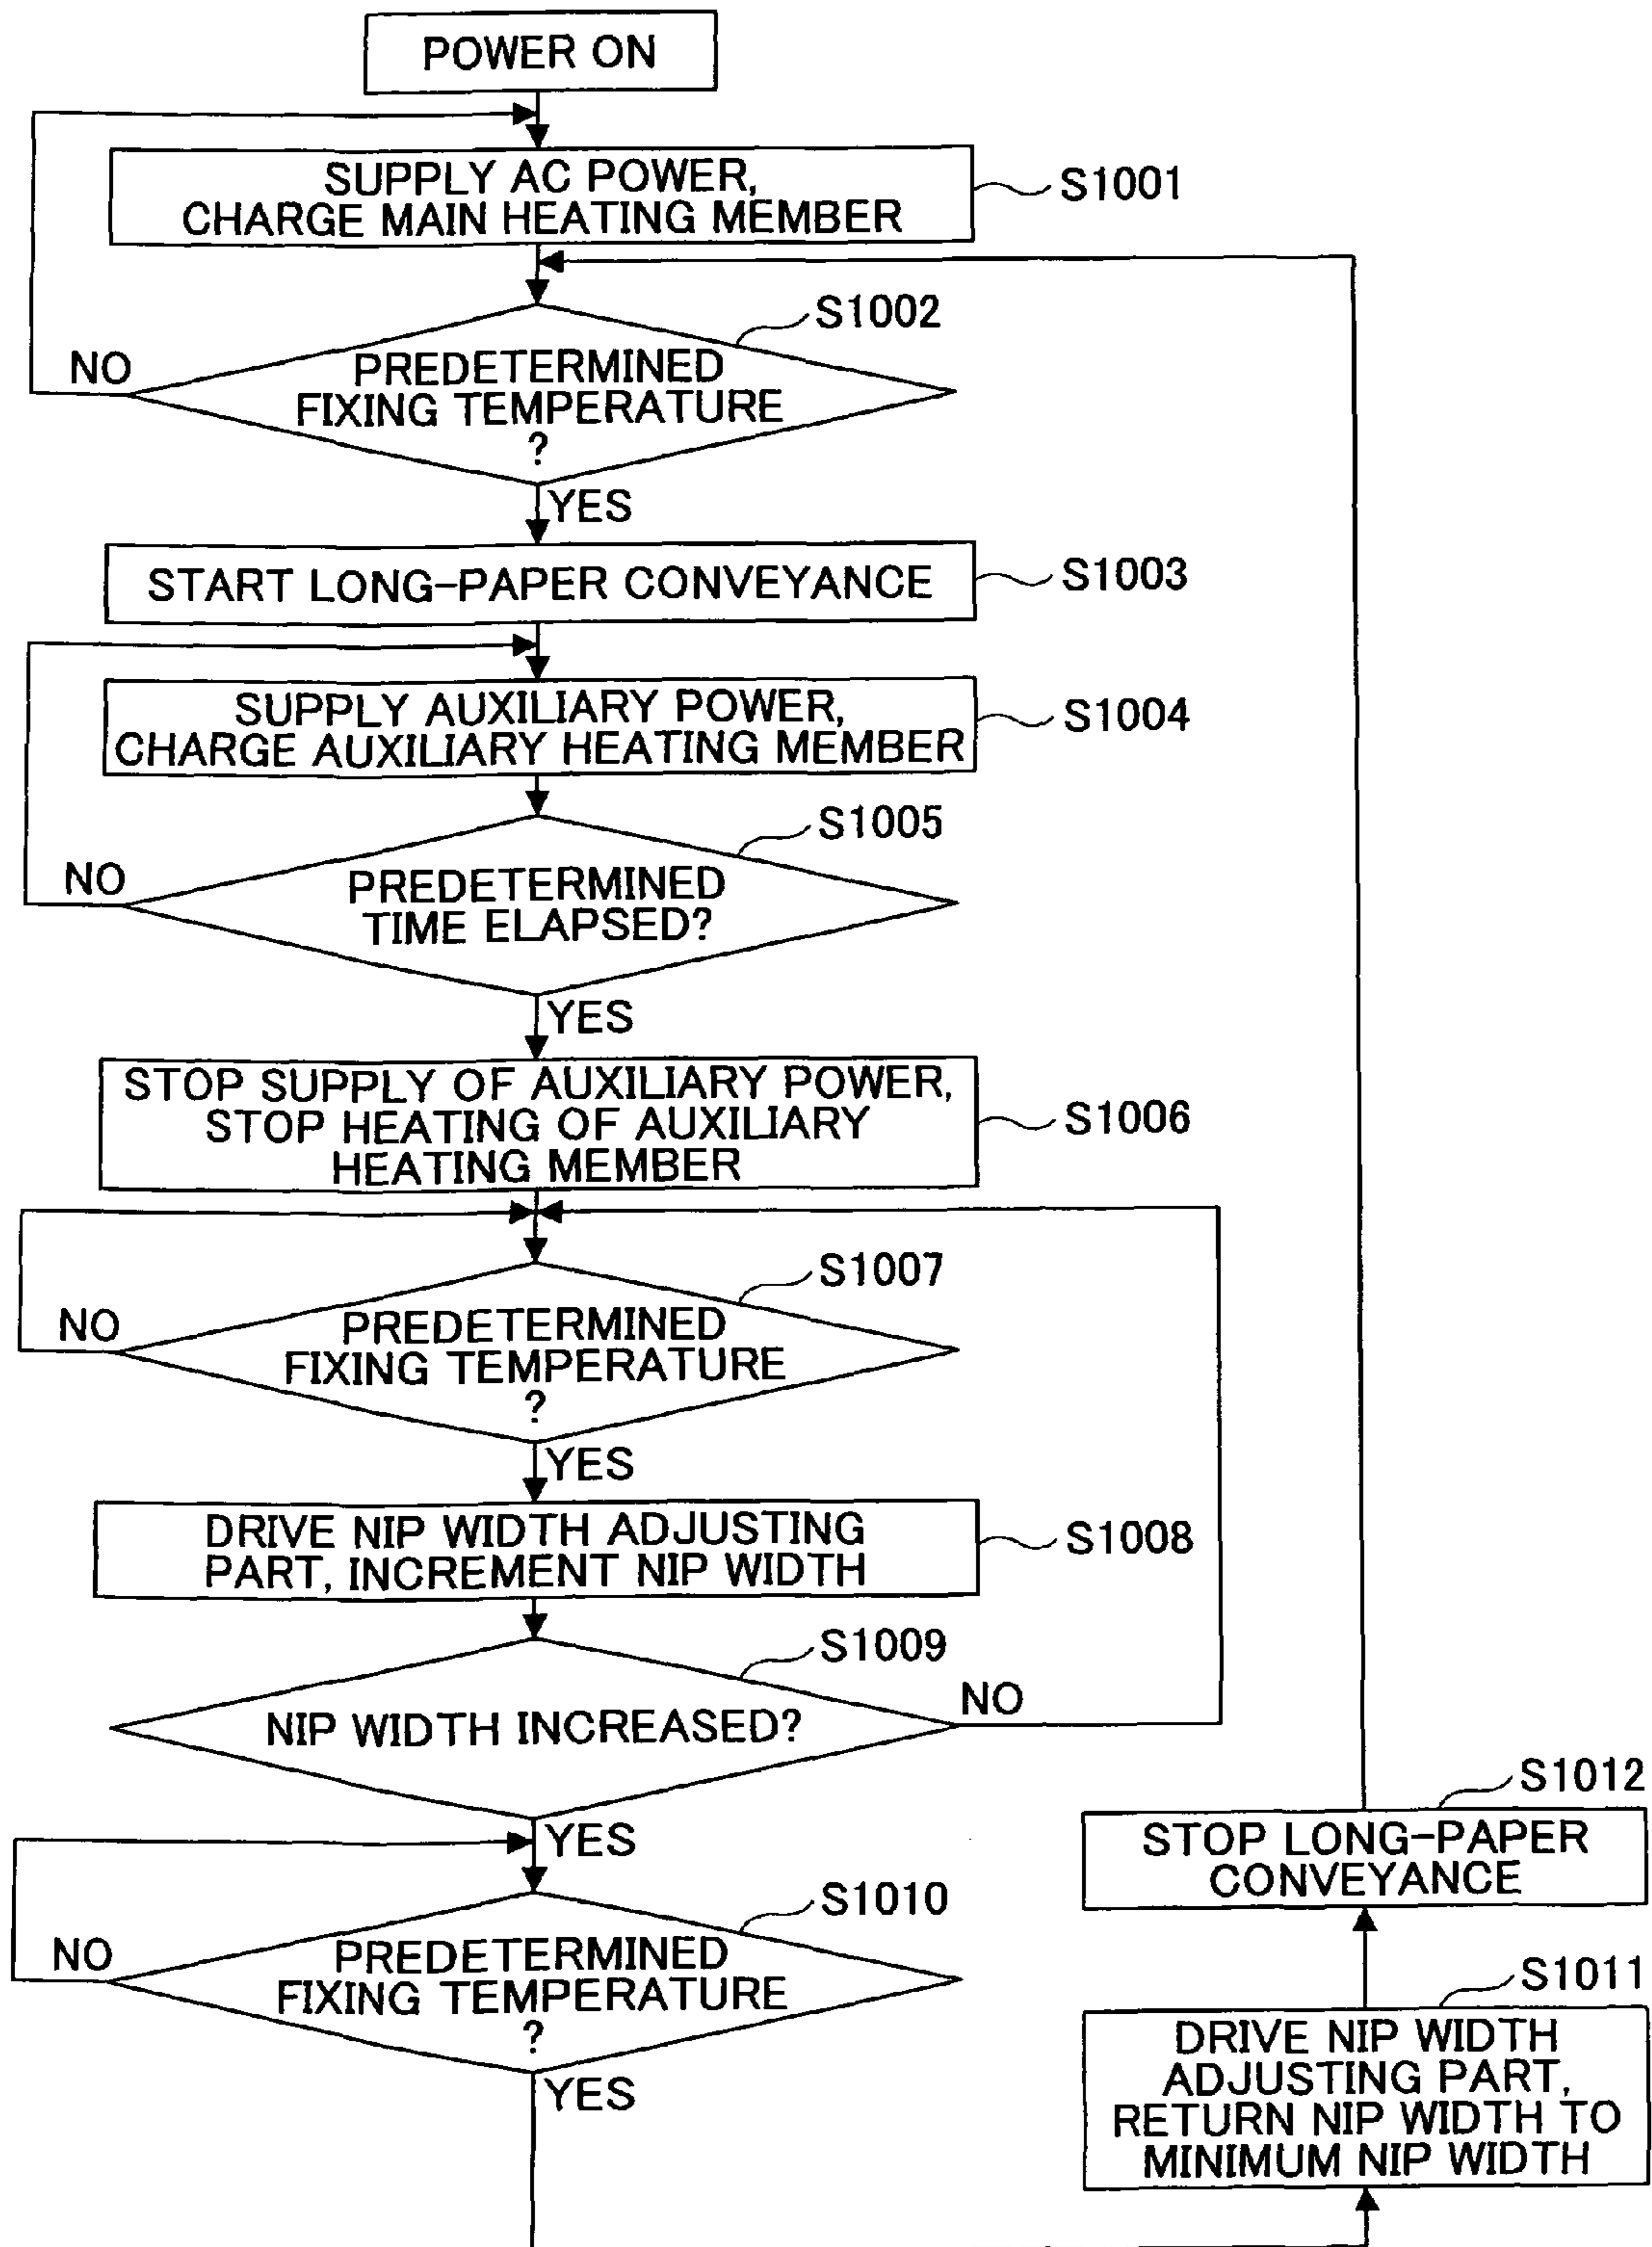 POWER ON
SUPPLY AC POWER,
CHARGE MAIN HEATING MEMBER
S1001
S1002
NO
PREDETERMINED
FIXING TEMPERATURE
?
YES
START LONG-PAPER CONVEYANCE
S1003
SUPPLY AUXILIARY POWER,
CHARGE AUXILIARY HEATING MEMBER
S1004
S1005
NO
PREDETERMINED
TIME ELAPSED?
YES
STOP SUPPLY OF AUXILIARY POWER,
STOP HEATING OF AUXILIARY
HEATING MEMBER
S1006
S1007
NO
PREDETERMINED
FIXING TEMPERATURE
?
YES
DRIVE NIP WIDTH ADJUSTING
PART, INCREMENT NIP WIDTH
S1008
S1009
NIP WIDTH INCREASED?
NO
YES
S1010
NO
PREDETERMINED
FIXING TEMPERATURE
?
YES
S1012
STOP LONG-PAPER
CONVEYANCE
S1011
DRIVE NIP WIDTH
ADJUSTING PART,
RETURN NIP WIDTH TO
MINIMUM NIP WIDTH